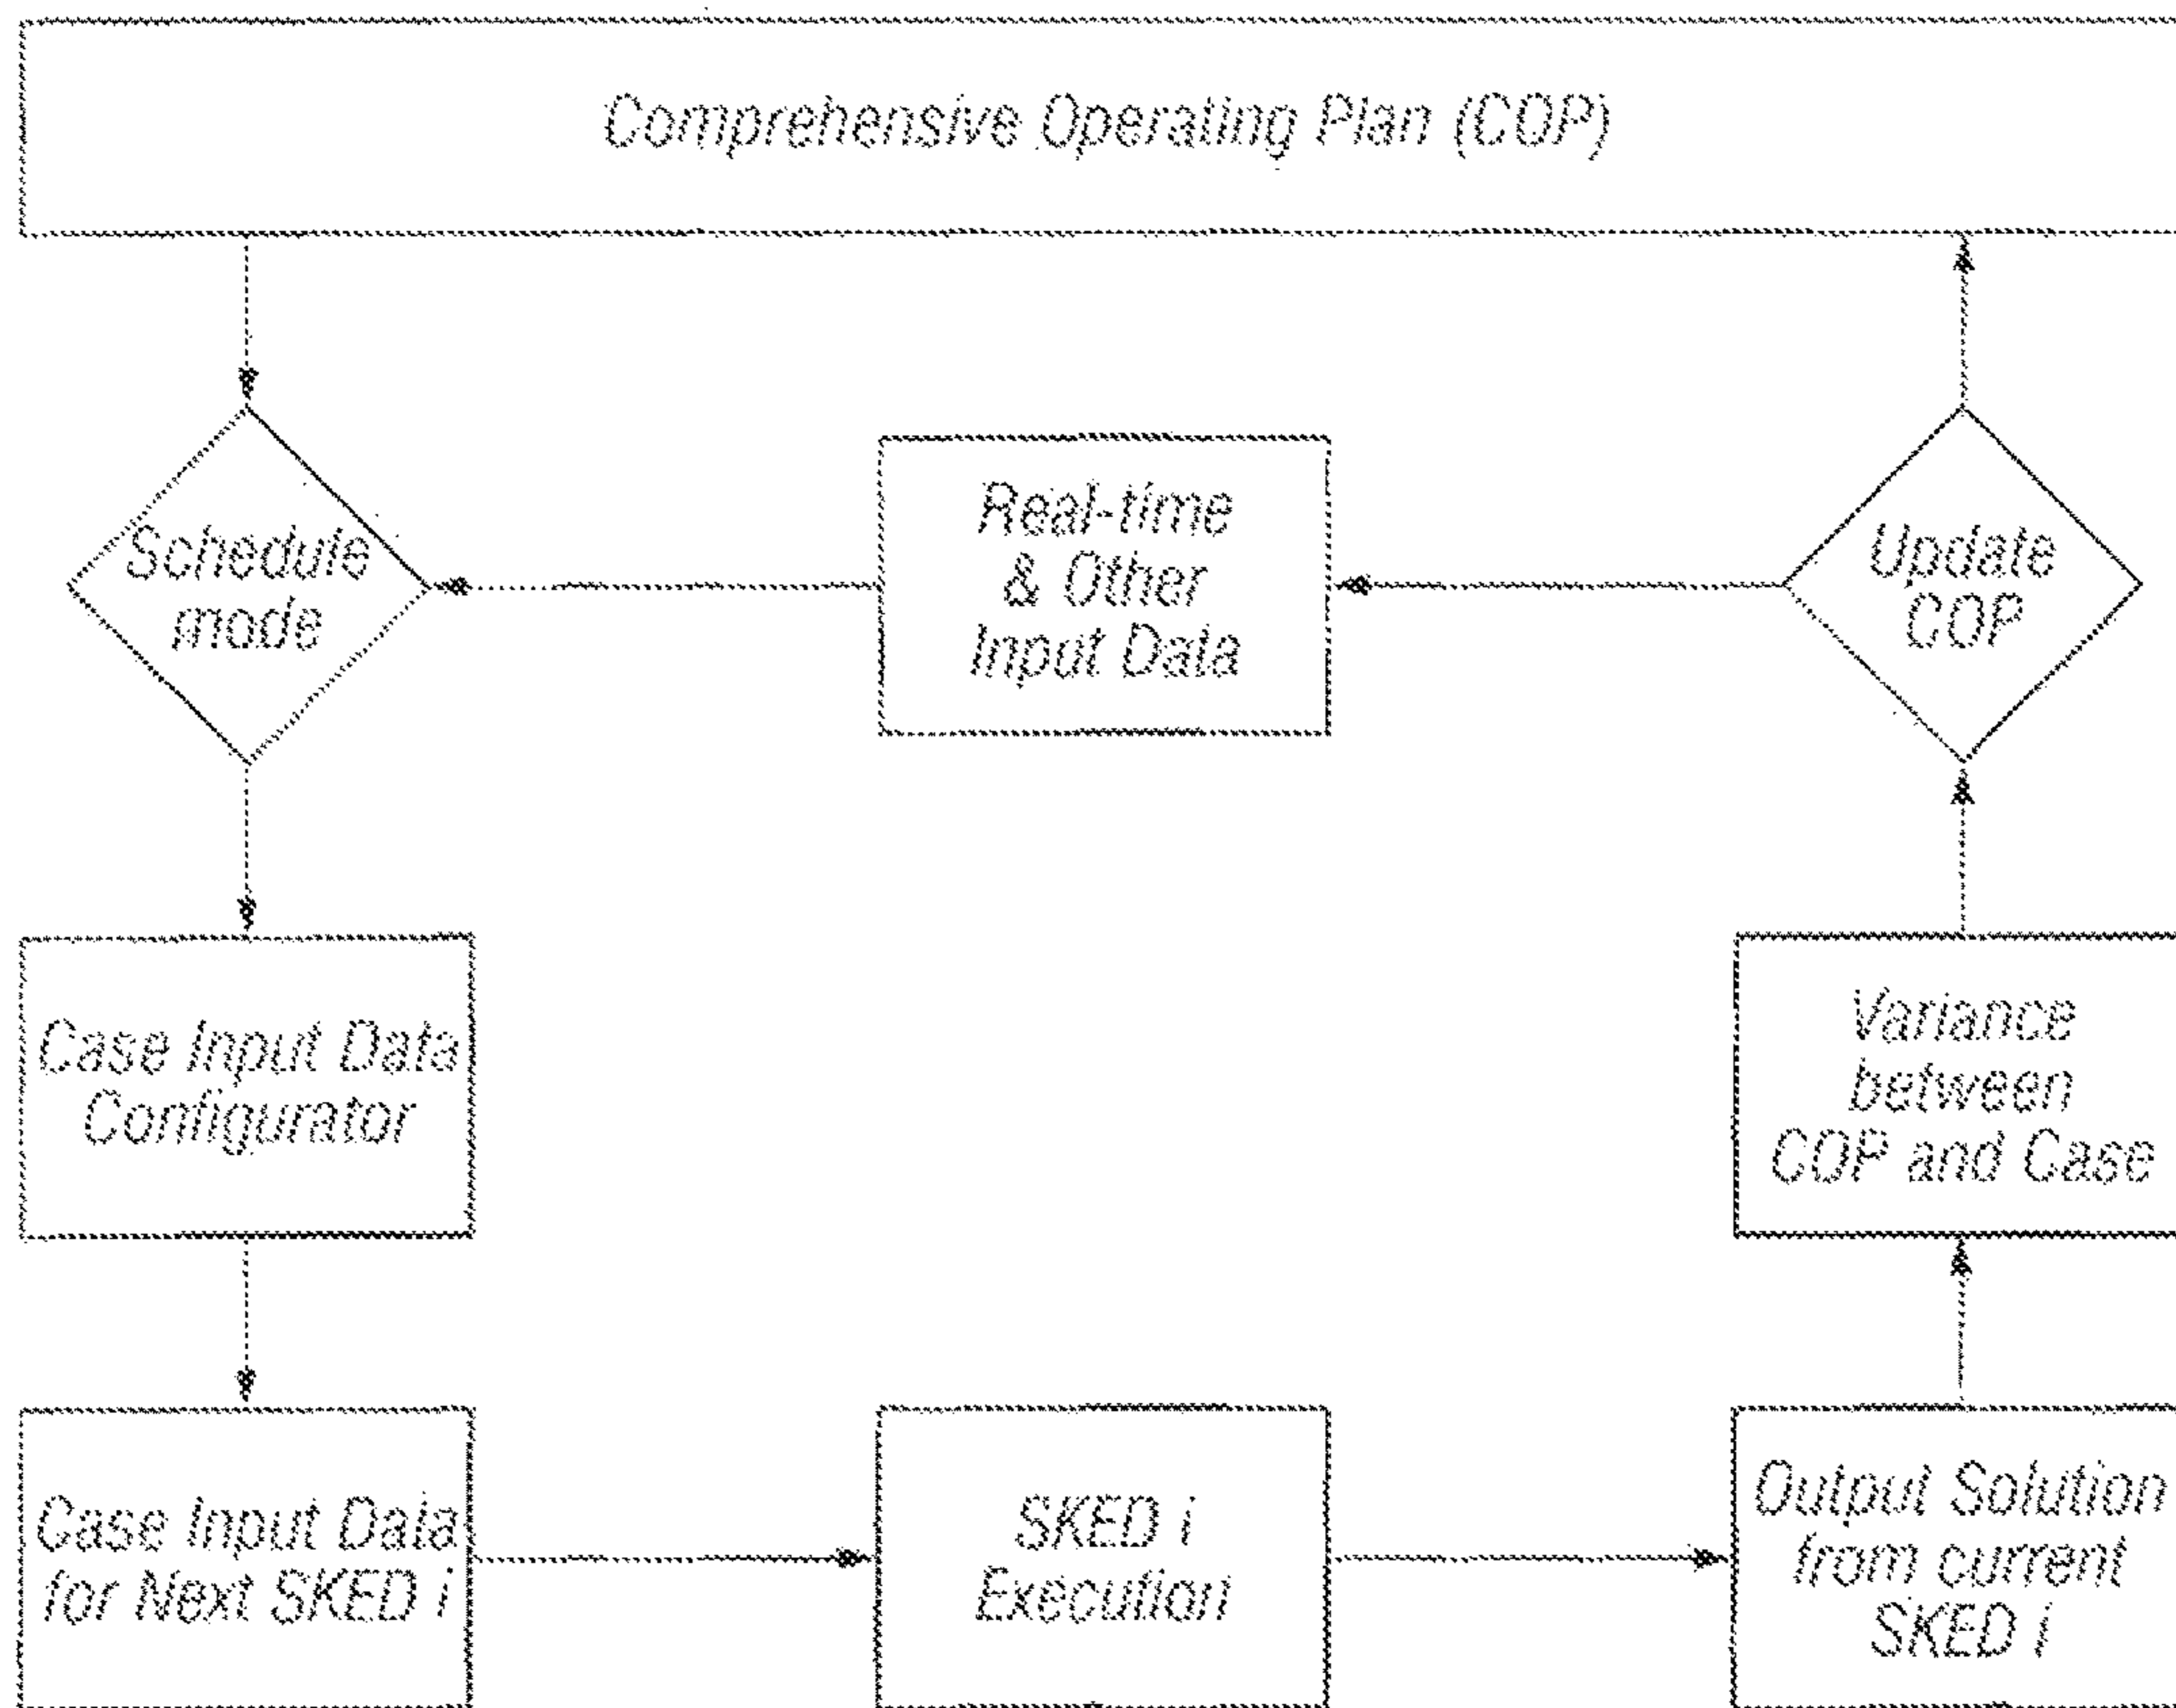 Comprehensive Operating Plan (COP)
Schedule
mode
Real-time
& Other
Input Data
Update
COP
Case Input Data
Configurator
Variance
between
COP and Case
Case Input Data
for Next SKED i
SKED i
Execution
Output Solution
from current
SKED i